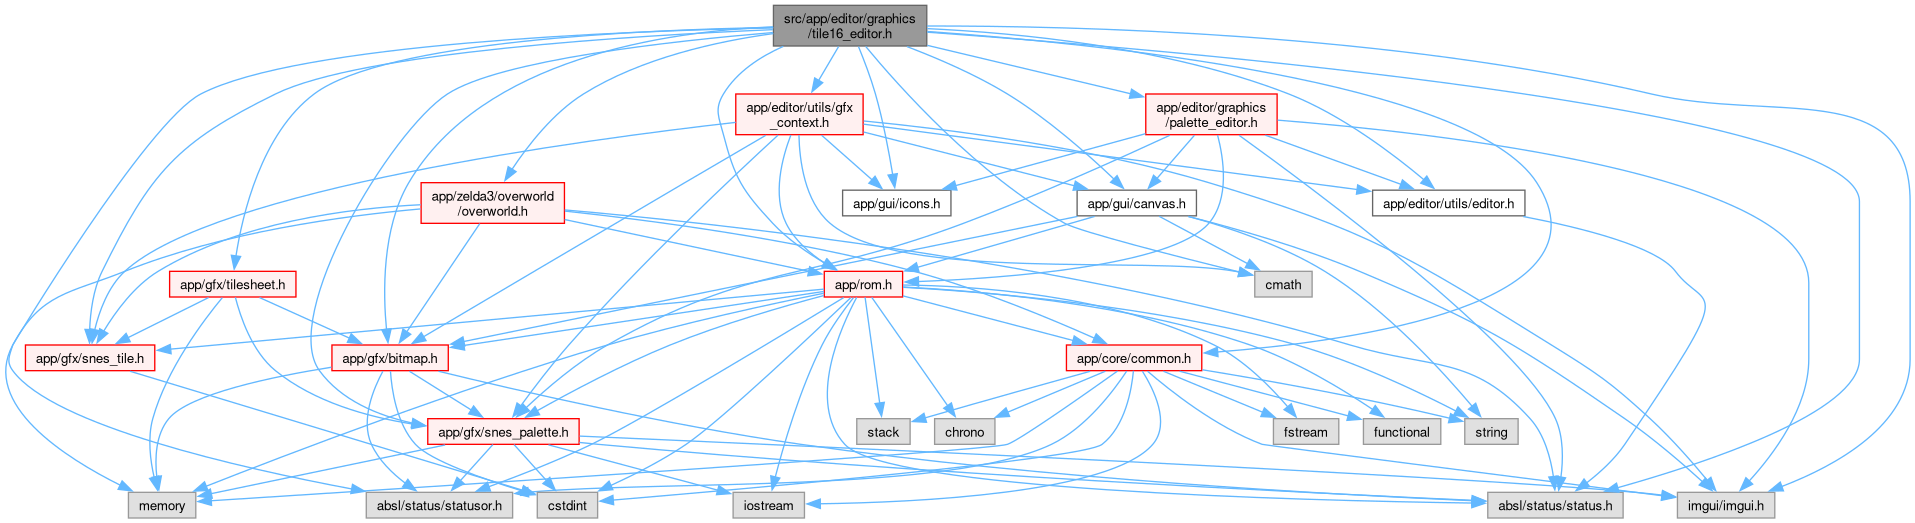 src/app/editor/graphics
/tile16_editor.h
app/editor/utils/gfx
_context.h
app/editor/graphics
/palette_editor.h
app/zelda3/overworld
/overworld.h
app/gui/icons.h
app/gui/canvas.h
app/editor/utils/editor.h
app/gfx/tilesheet.h
app/rom.h
cmath
app/gfx/snes_tile.h
app/gfx/bitmap.h
app/core/common.h
app/gfx/snes_palette.h
stack
chrono
fstream
functional
string
memory
absl/status/statusor.h
cstdint
iostream
absl/status/status.h
imgui/imgui.h